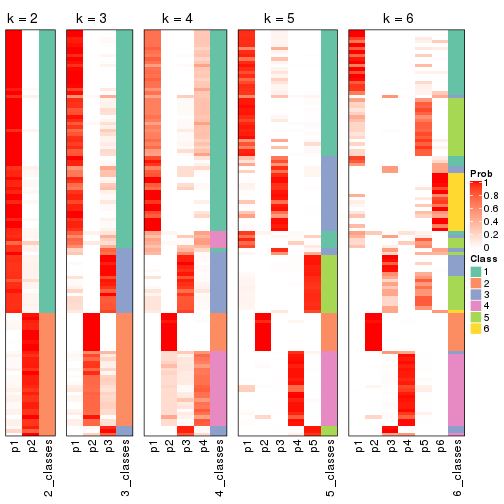 k = 2
k = 3
k = 4
k = 5
k = 6
Prob
1
0.8
0.6
0.4
0.2
0
Class
1
2
3
4
5
6
p1
p2
2_classes
p1
p2
p3
3_classes
p1
p2
p3
p4
4_classes
p1
p2
p3
p4
p5
5_classes
p1
p2
p3
p4
p5
p6
6_classes